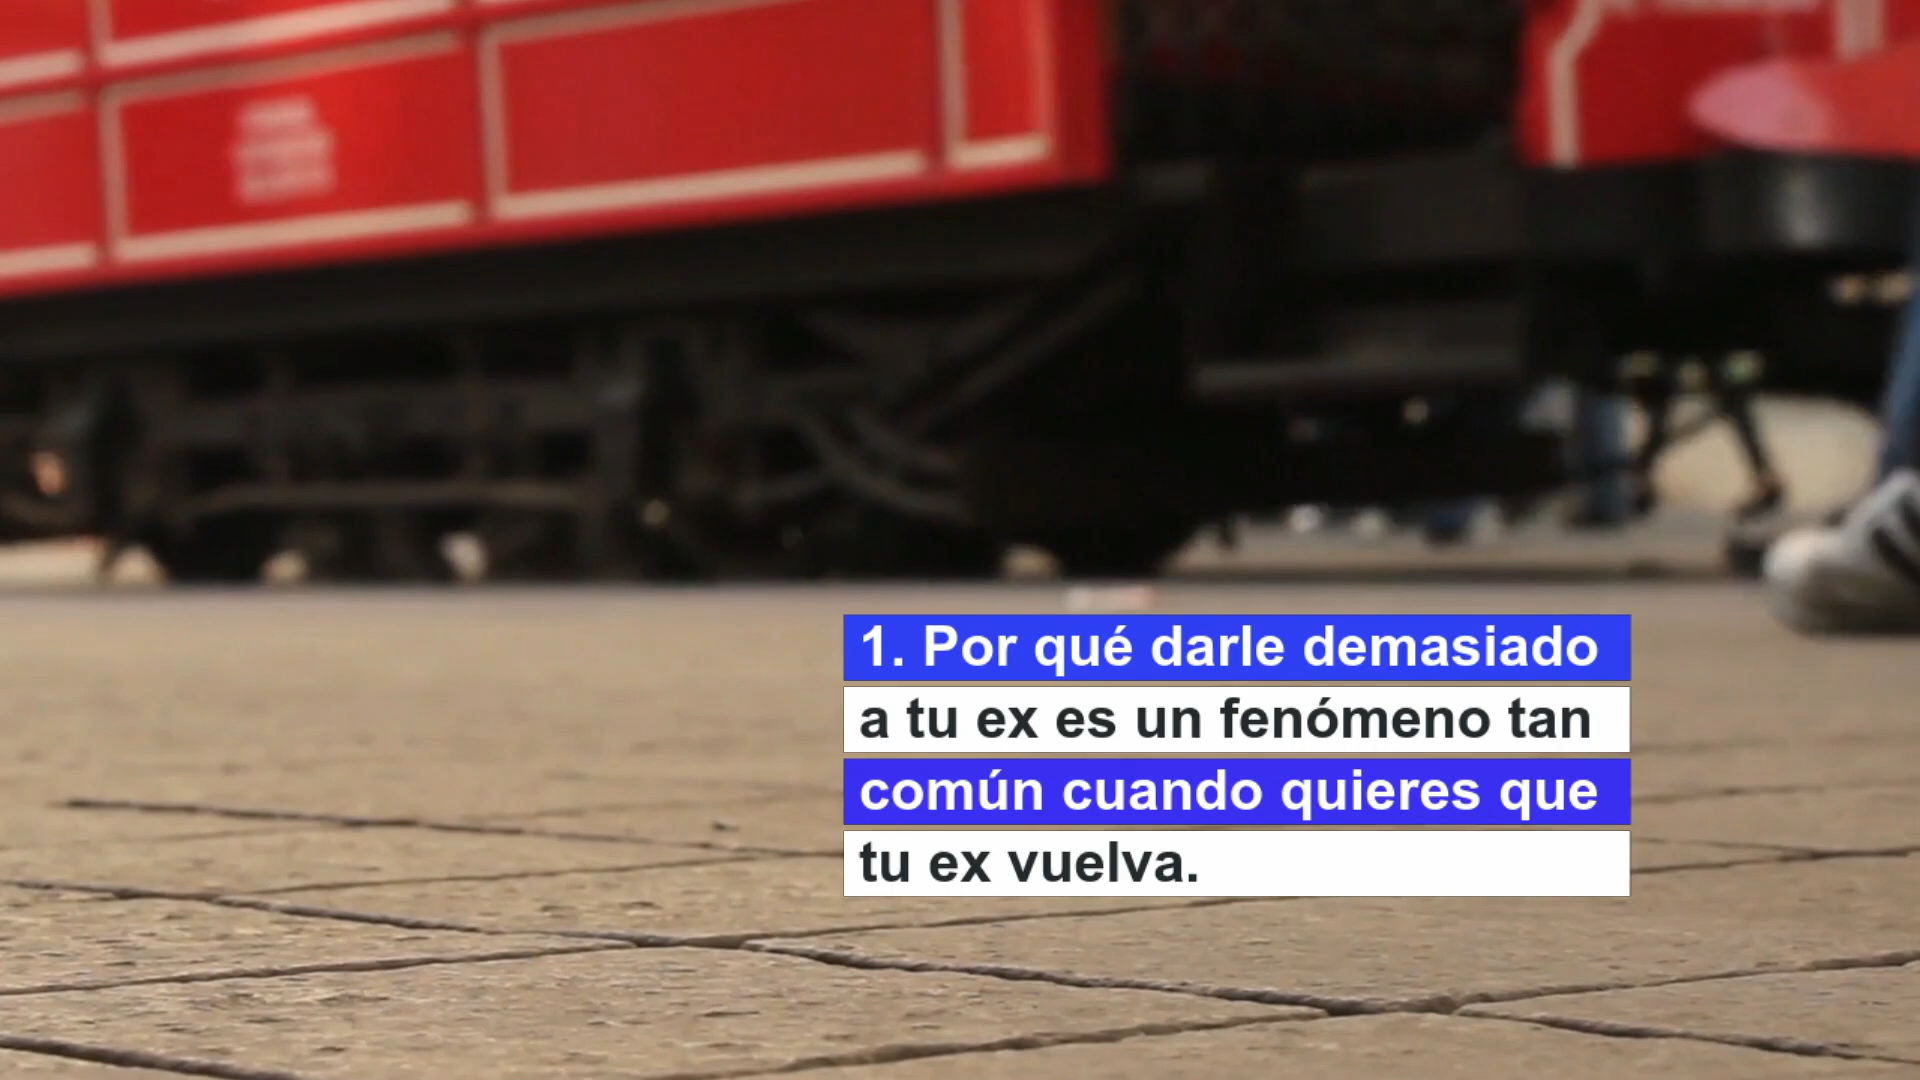 1. Por qué darle demasiado
a tu ex es un fenómeno tan
común cuando quieres que
tu ex vuelva.